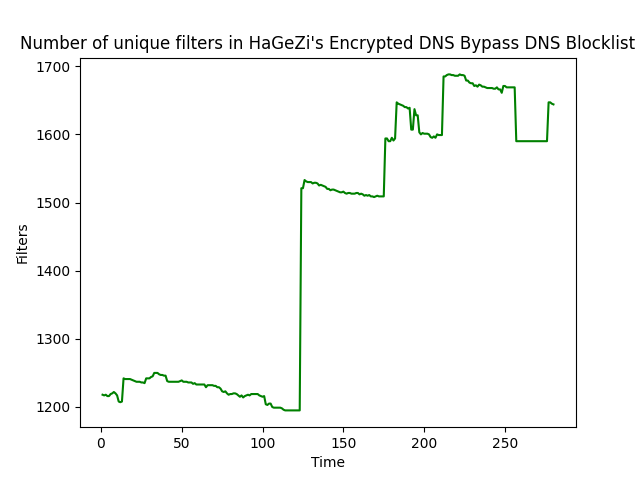 Number of unique filters in HaGeZi's Encrypted DNS Bypass DNS Blocklist
1700
1600
1500
1400
1300
1200
Filters
0 50 100 150 200 250
Time